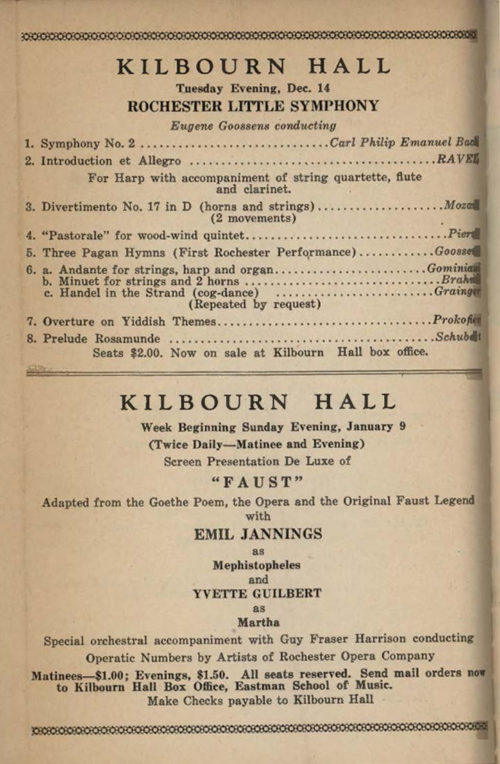 KILBOURN HALL
Tuesday Evening, Dec. 14
ROCHESTER LITTLE SYMPHONY
Eugene Goossens conducting
1. Symphony No. 2 ..............................Carl Philip Emanuel
2. Introduction et Allegro ........................................RAVEL
For Harp with accompaniment of string quartette, flute
and clarinet.
3. Divertimento No. 17 in D (horns and strings)....................
(2 movements)
4. "Pastorale" for wood-wind quintet....................................
5. Three Pagan Hymns (First Rochester Performance)............
6. a. Andante for strings, harp and organ........................
b. Minuet for strings and 2 horns ................................
c. Handel in the Strand (cog-dance) .........................
(Repeated by request)
7. Overture on Yiddish Themes...................................
8. Prelude Rosamunde .........................................
Seats $2.00. Now on sale at Kilbourn Hall box office.
KILBOURN HALL
Week Beginning Sunday Evening, January 9
(Twice Daily—Matinee and Evening)
Screen Presentation De Luxe of
"FAUST"
Adapted from the Goethe Poem, the Opera and the Original Faust Legend
with
EMIL JANNINGS
as
Mephistopheles
and
YVETTE GUILBERT
as
Martha
Special orchestral accompaniment with Guy Fraser Harrison conducting
Operatic Numbers by Artists of Rochester Opera Company
Matinees—$1.00; Evenings, $1.50. All seats reserved. Send mail orders now
to Kilbourn Hall Box Office, Eastman School of Music.
Make Checks payable to Kilbourn Hall